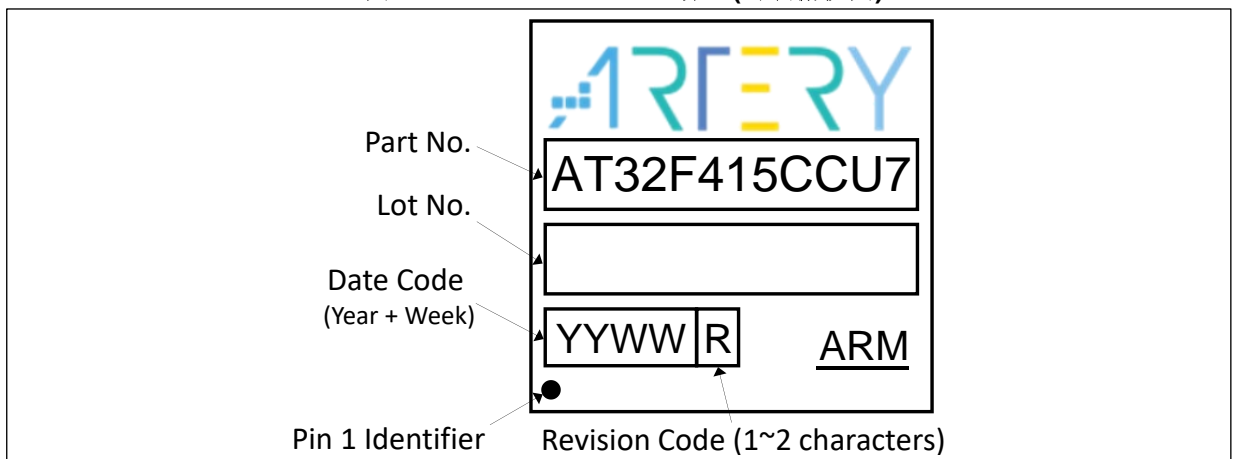 ARTERY
Part No.
AT32F415CCU7
Lot No.
Date Code
(Year + Week)
YYWW R
ARM
Pin 1 Identifier
Revision Code (1~2 characters)